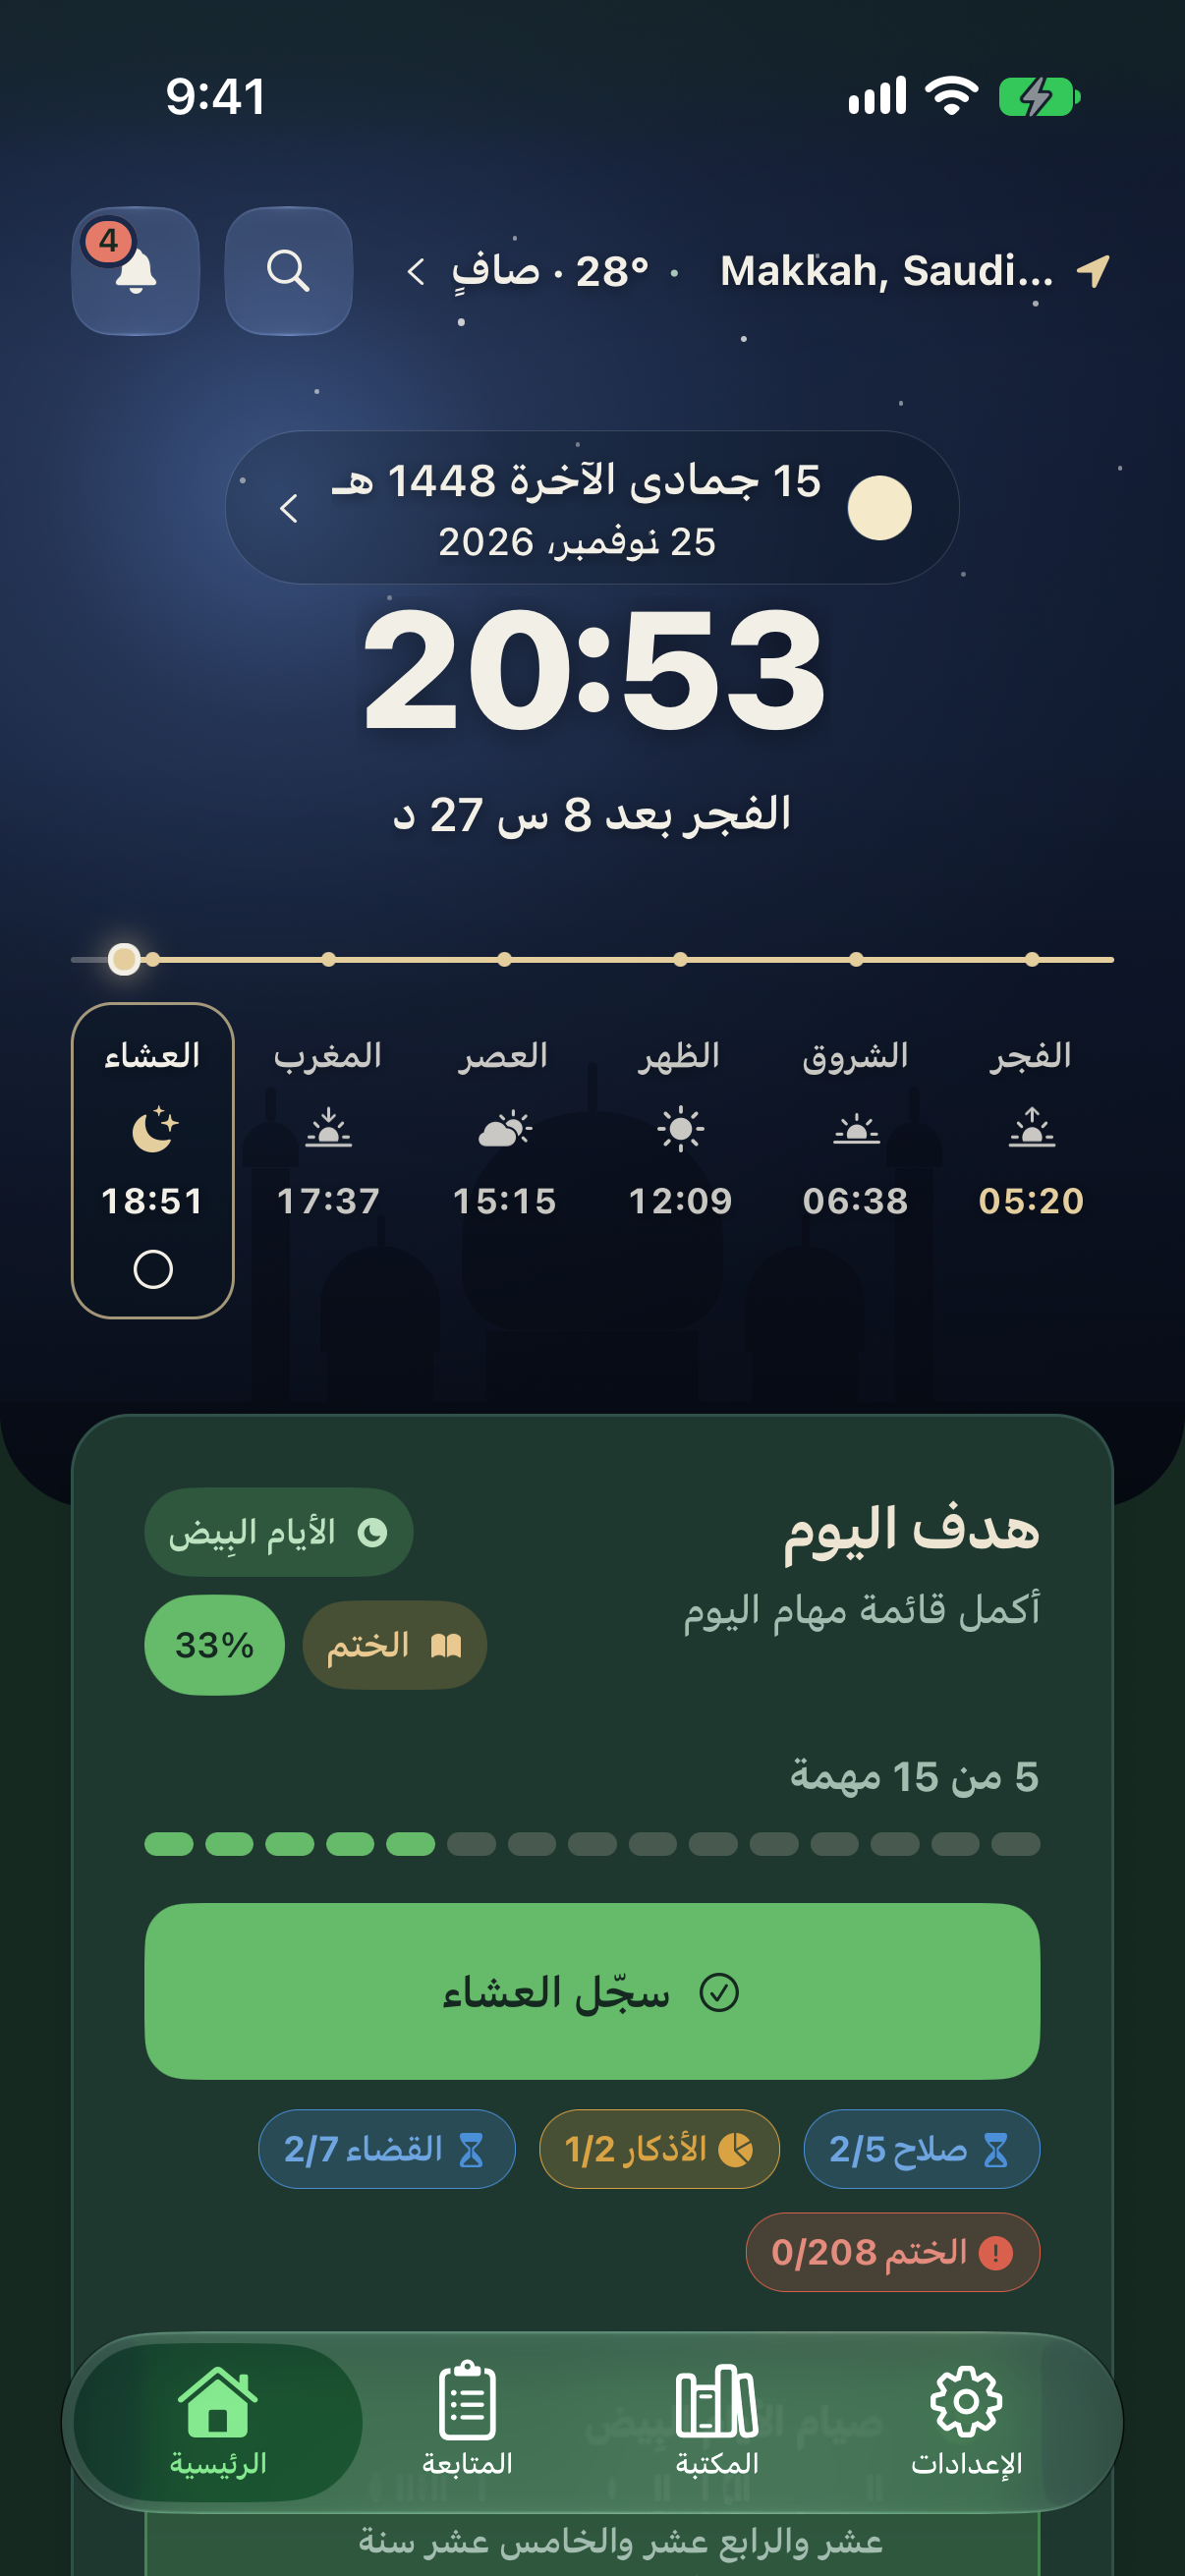 9:41
Makkah, Saudi... · 28° · صافٍ
4
15 جمادى الآخرة 1448 هـ
25 نوفمبر، 2026
20:53
الفجر بعد 8 س 27 د
الفجر الشروق الظهر العصر المغرب العشاء
05:20 06:38 12:09 15:15 17:37 18:51
هدف اليوم
الأيام البِيض
أكمل قائمة مهام اليوم
الختم
33%
5 من 15 مهمة
سجّل العشاء
صلاح 2/5
الأذكار 1/2
القضاء 2/7
الختم 0/208
الإعدادات المكتبة المتابعة الرئيسية
عشر والرابع عشر والخامس عشر سنة